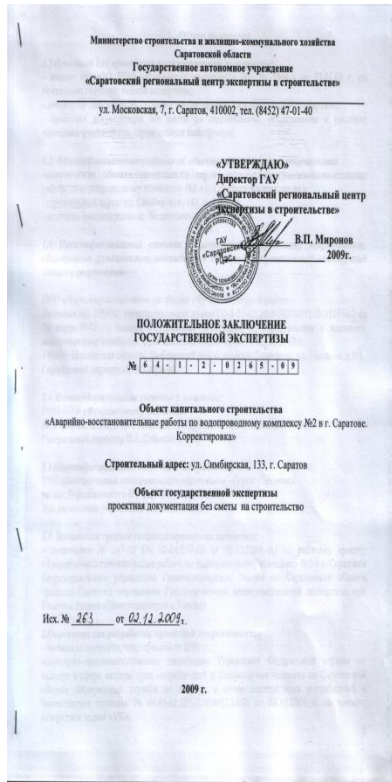 Министерство строительства и жилищно-коммунального хозяйства
Саратовской области
Государственное автономное учреждение
«Саратовский региональный центр экспертизы в строительстве»
ул. Московская, 7, г. Саратов, 410002, тел. (8452) 47-01-40
«УТВЕРЖДАЮ»
Директор ГАУ
«Саратовский региональный центр
экспертизы в строительстве»
В.П. Миронов
2009г.
ГАУ
«Саратовский
РЦЭС»
ПОЛОЖИТЕЛЬНОЕ ЗАКЛЮЧЕНИЕ
ГОСУДАРСТВЕННОЙ ЭКСПЕРТИЗЫ
№ 6 4 - 1 - 2 - 0 2 6 5 - 0 9
Объект капитального строительства
«Аварийно-восстановительные работы по водопроводному комплексу №2 в г. Саратове.
Корректировка»
Строительный адрес: ул. Симбирская, 133, г. Саратов
Объект государственной экспертизы
проектная документация без сметы на строительство
Исх. № 263 от 02.12.2009г.
2009 г.